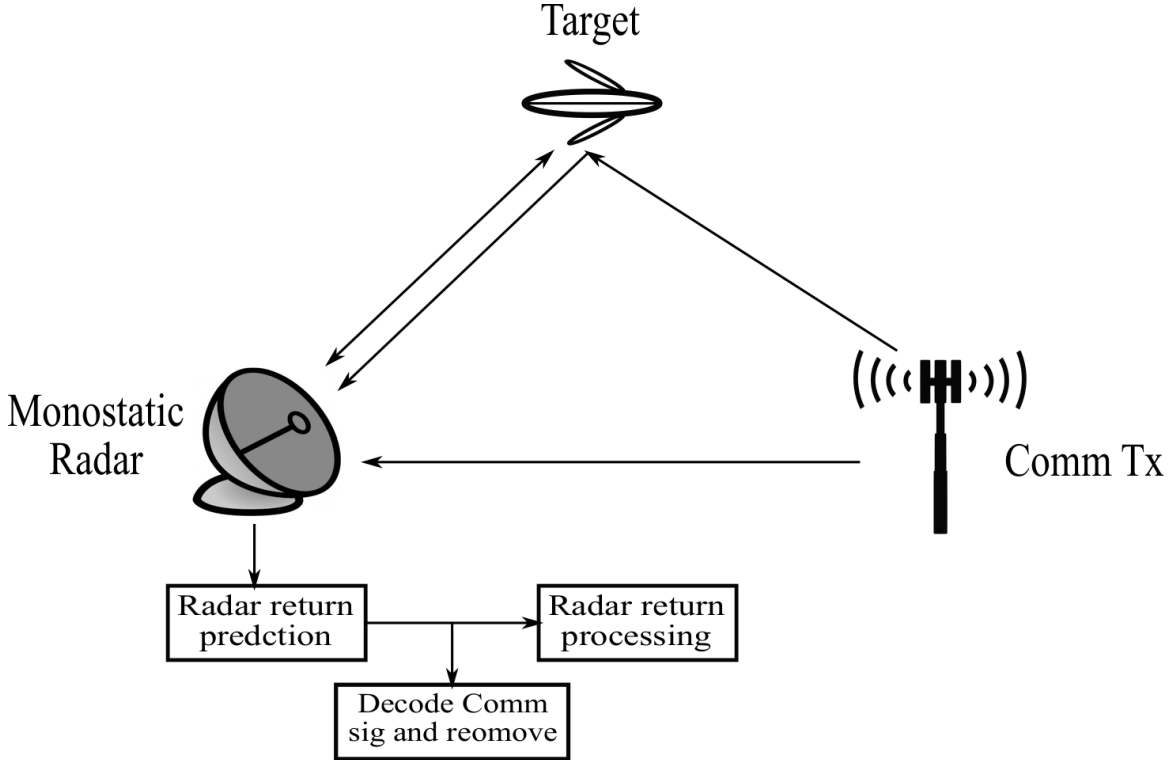 Target
Monostatic
Radar
Comm Tx
Radar return
predction
Radar return
processing
Decode Comm
sig and reomove